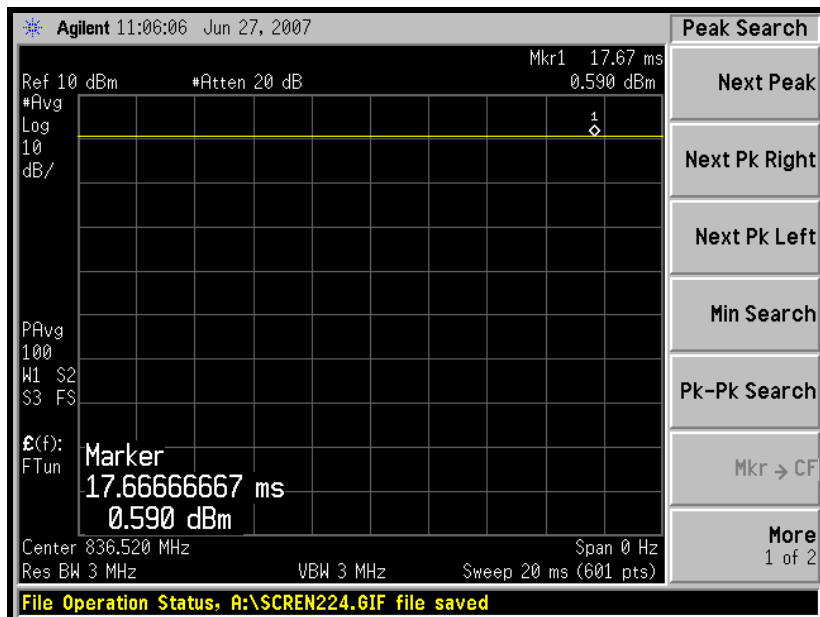 Agilent 11:06:06 Jun 27, 2007
Peak Search
Mkr1 17.67 ms
Ref 10 dBm #Atten 20 dB 0.590 dBm
#Avg
Log
10
dB/
1
PAvg
100
W1 S2
S3 FS
£(f):
FTun
Marker
17.66666667 ms
0.590 dBm
Center 836.520 MHz Span 0 Hz
Res BW 3 MHz VBW 3 MHz Sweep 20 ms (601 pts)
File Operation Status, A:\SCREN224.GIF file saved
Next Peak
Next Pk Right
Next Pk Left
Min Search
Pk-Pk Search
Mkr → CF
More
1 of 2